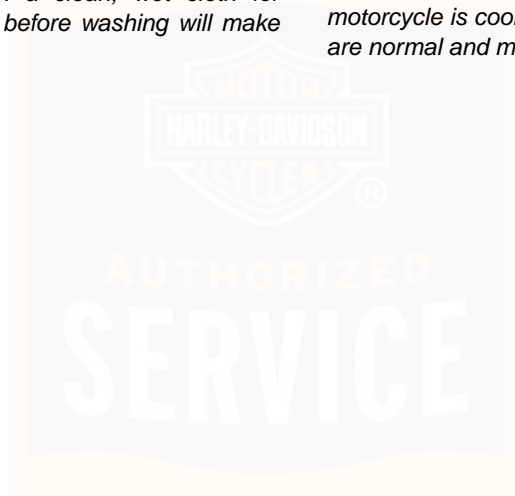 a clean, wet cloth for
before washing will make
motorcycle is cool
are normal and m
MOTOR
HARLEY-DAVIDSON
CYCLES
®
AUTHORIZED
SERVICE